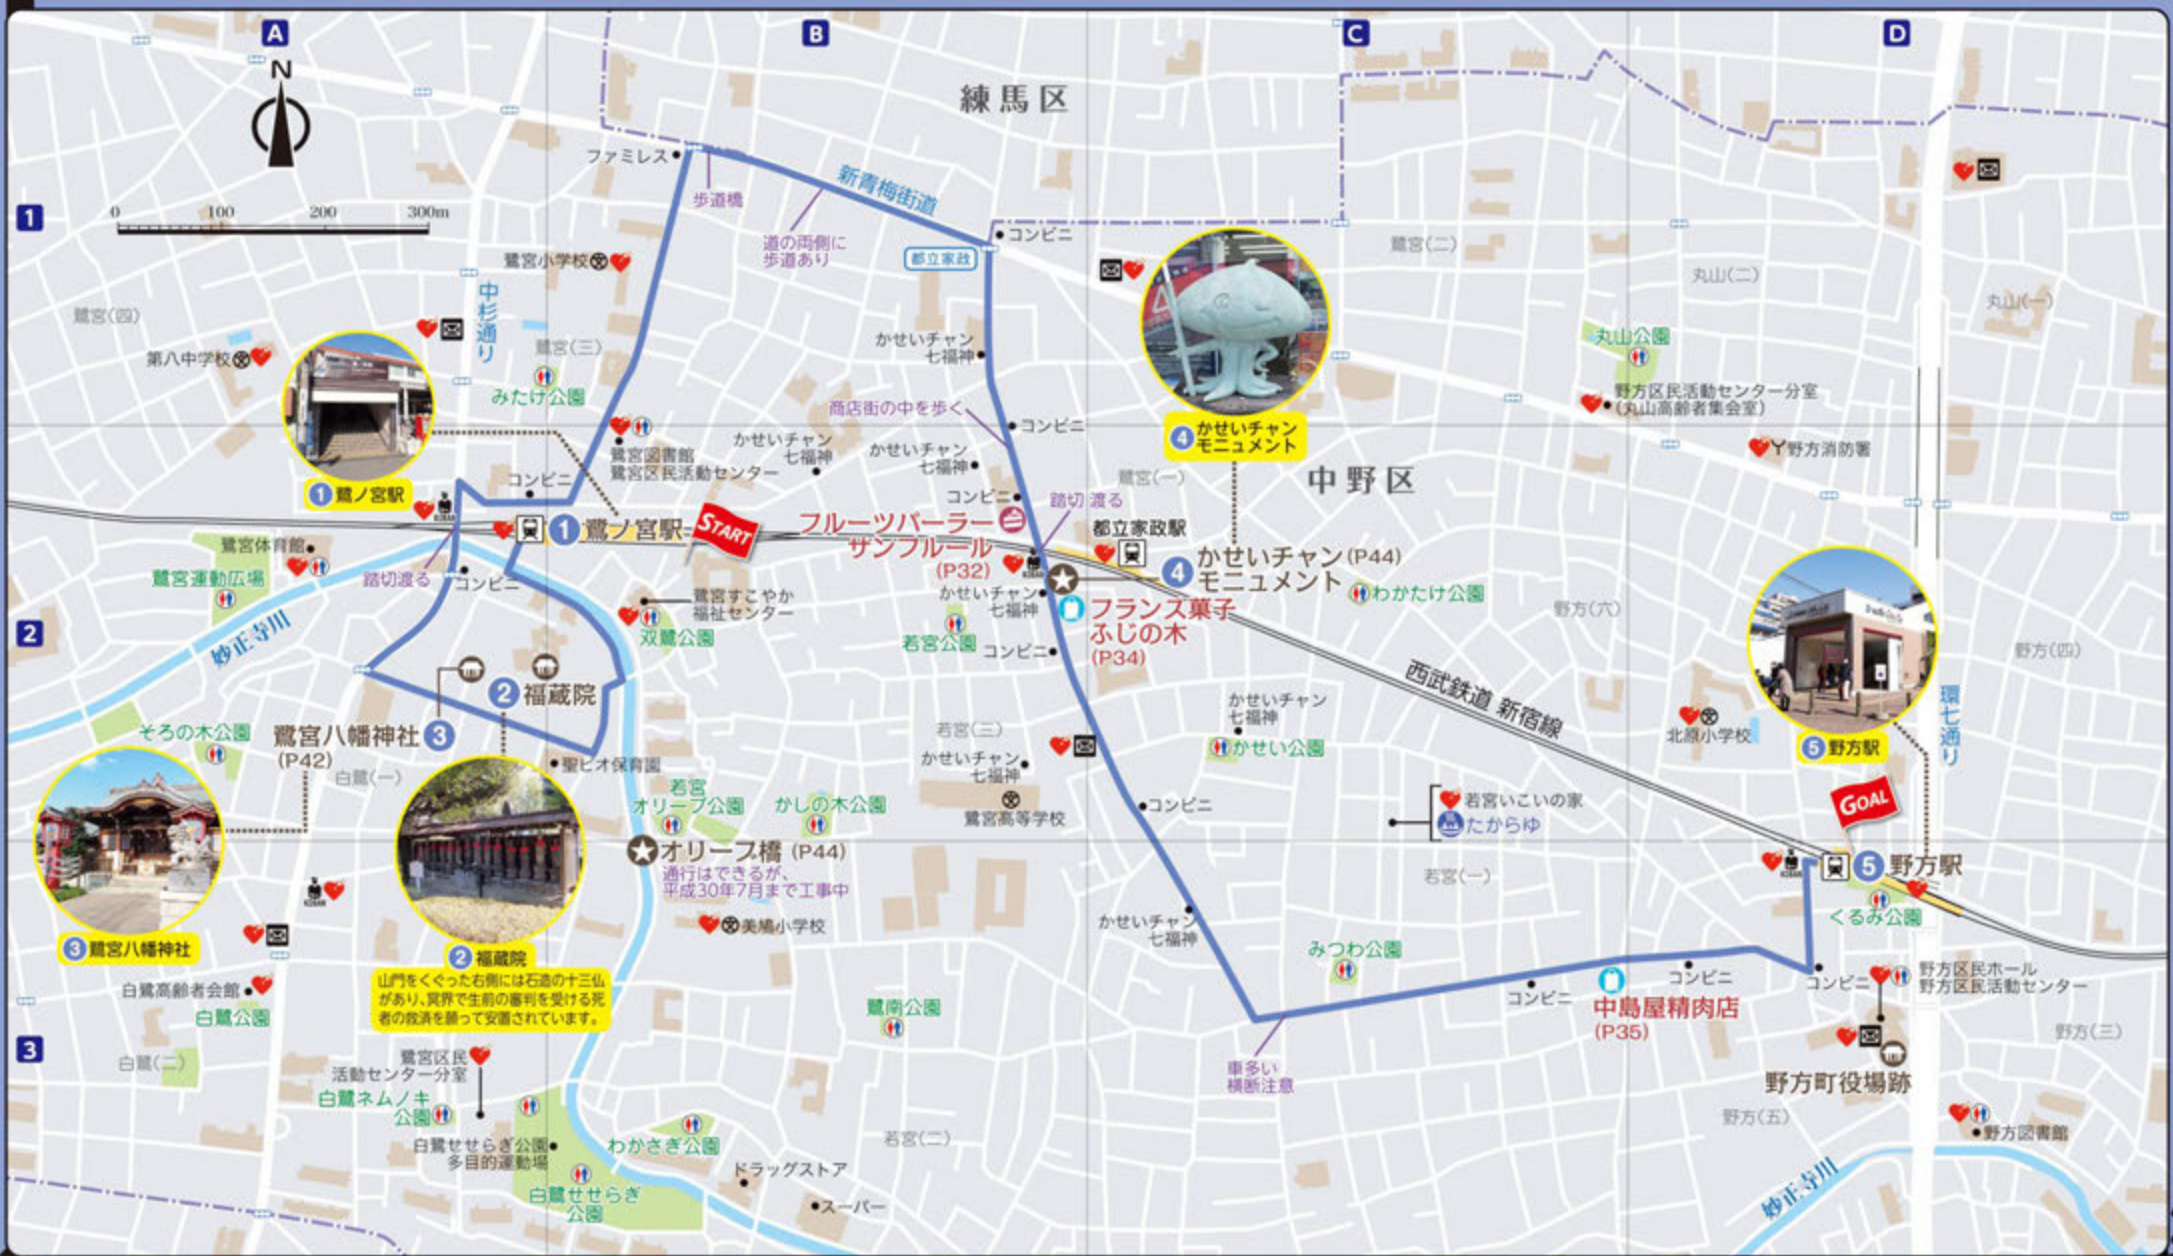 A
B
C
D
N
練馬区
ファミレス
新青梅街道
歩道橋
1
0 100 200 300m
コンビニ
道の両側に
歩道あり
都立家政
鷺宮(二)
鷺宮小学校
丸山(二)
中杉通り
丸山(一)
鷺宮(四)
かせいチャン
七福神
丸山公園
鷺宮(三)
第八中学校
みたけ公園
野方区民活動センター分室
(丸山高齢者集会室)
商店街の中を歩く
コンビニ
4 かせいチャン
モニュメント
かせいチャン
七福神
かせいチャン
七福神
野方消防署
鷺宮図書館
鷺宮区民活動センター
鷺宮(一)
中野区
コンビニ
1 鷺ノ宮駅
コンビニ
踏切 渡る
KOBAN
1 鷺ノ宮駅
START
フルーツパーラー
サンフルール
(P32)
都立家政駅
鷺宮体育館
4 かせいチャン(P44)
モニュメント
KOBAN
踏切渡る
鷺宮運動広場
コンビニ
鷺宮すこやか
福祉センター
かせいチャン
七福神
わかたけ公園
フランス菓子
ふじの木
(P34)
野方(六)
2
妙正寺川
双鷺公園
若宮公園
コンビニ
野方(四)
西武鉄道 新宿線
2 福蔵院
環七通り
かせいチャン
七福神
そろの木公園
鷺宮八幡神社 3
(P42)
若宮(三)
北原小学校
かせい公園
5 野方駅
かせいチャン
七福神
聖ピオ保育園
白鷺(一)
若宮
オリーブ公園
かしの木公園
鷺宮高等学校
コンビニ
若宮いこいの家
たからゆ
GOAL
オリーブ橋 (P44)
通行はできるが、
平成30年7月まで工事中
KOBAN
5 野方駅
若宮(一)
KOBAN
くるみ公園
かせいチャン
七福神
美鳩小学校
3 鷺宮八幡神社
みつわ公園
2 福蔵院
山門をくぐった右側には石造の十三仏
があり、冥界で生前の審判を受ける死
者の救済を願って安置されています。
コンビニ
コンビニ
コンビニ
野方区民ホール
野方区民活動センター
白鷺高齢者会館
白鷺公園
鷺南公園
中島屋精肉店
(P35)
3
野方(三)
白鷺(二)
鷺宮区民
活動センター分室
車多い
横断注意
野方町役場跡
白鷺ネムノキ
公園
野方(五)
野方図書館
白鷺せせらぎ公園
多目的運動場
わかさぎ公園
若宮(二)
ドラッグストア
白鷺せせらぎ
公園
スーパー
妙正寺川